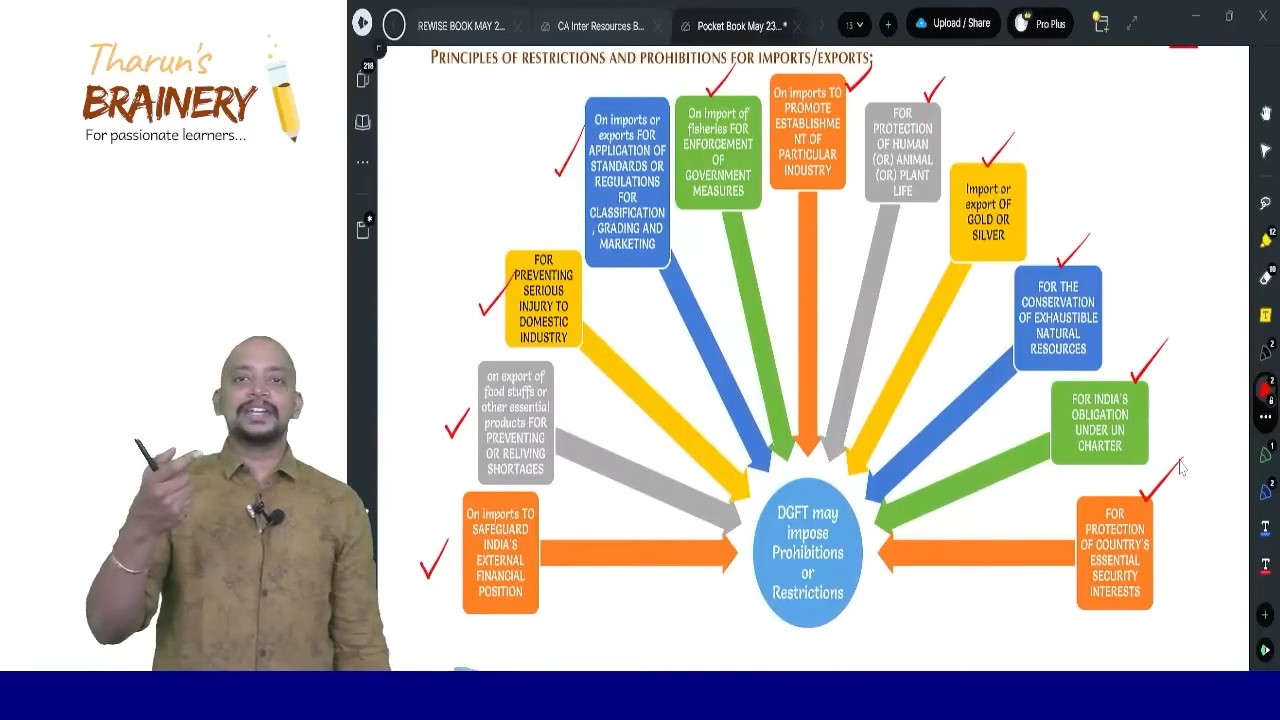 Tharun's
BRAINERY
For passionate learners...
REWISE BOOK MAY 2...
CA Inter Resources B...
Pocket Book May 23...*
13
Upload / Share
Pro Plus
218
PRINCIPLES OF RESTRICTIONS AND PROHIBITIONS FOR IMPORTS/EXPORTS:
On imports TO
SAFEGUARD
INDIA'S
EXTERNAL
FINANCIAL
POSITION
on export of
food stuffs or
other essential
products FOR
PREVENTING
OR RELIVING
SHORTAGES
FOR
PREVENTING
SERIOUS
INJURY TO
DOMESTIC
INDUSTRY
On imports or
exports FOR
APPLICATION OF
STANDARDS OR
REGULATIONS
FOR
CLASSIFICATION
, GRADING AND
MARKETING
On import of
fisheries FOR
ENFORCEMENT
OF
GOVERNMENT
MEASURES
On imports TO
PROMOTE
ESTABLISHME
NT OF
PARTICULAR
INDUSTRY
FOR
PROTECTION
OF HUMAN
(OR) ANIMAL
(OR) PLANT
LIFE
Import or
export OF
GOLD OR
SILVER
FOR THE
CONSERVATION
OF EXHAUSTIBLE
NATURAL
RESOURCES
FOR INDIA'S
OBLIGATION
UNDER UN
CHARTER
FOR
PROTECTION
OF COUNTRY'S
ESSENTIAL
SECURITY
INTERESTS
DGFT may
impose
Prohibitions
or
Restrictions